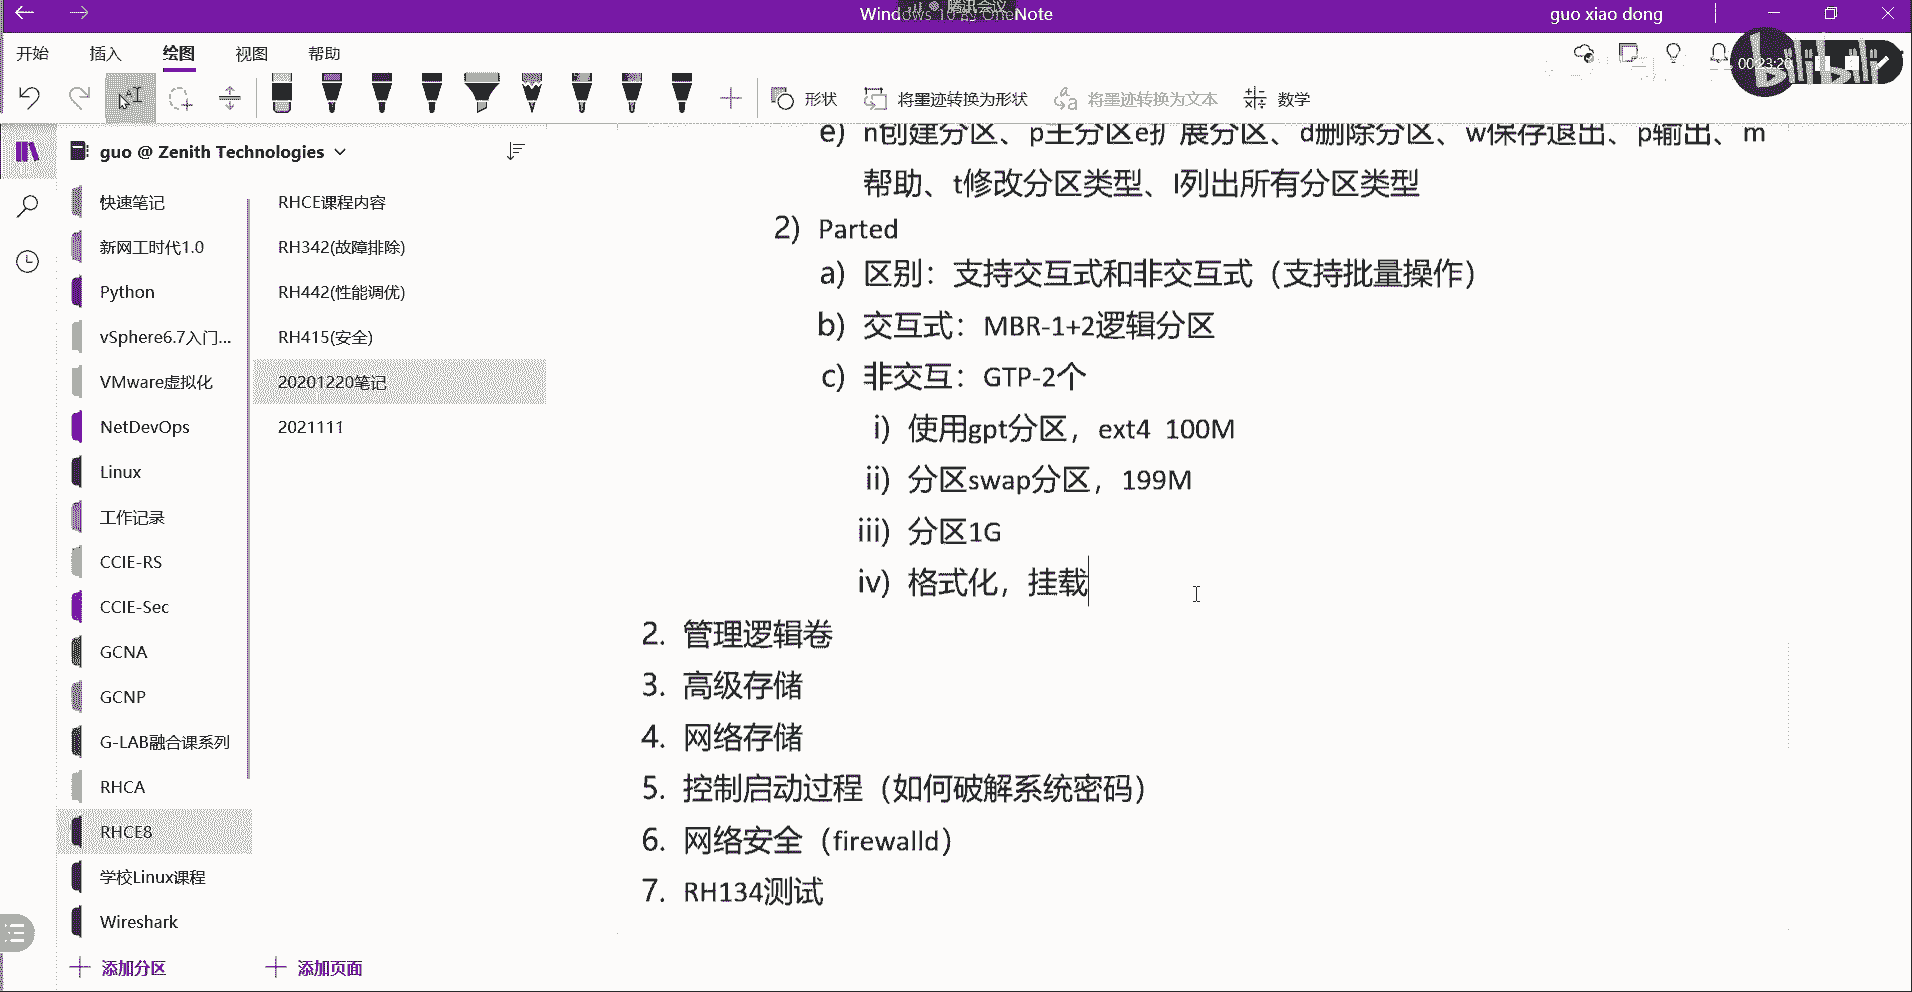 Windows 10 的 OneNote
腾讯会议
guo xiao dong
开始 插入 绘图 视图 帮助
bilibili
00:23:20
形状 将墨迹转换为形状 将墨迹转换为文本 数学
guo @ Zenith Technologies
快速笔记
新网工时代1.0
Python
vSphere6.7入门...
VMware虚拟化
NetDevOps
Linux
工作记录
CCIE-RS
CCIE-Sec
GCNA
GCNP
G-LAB融合课系列
RHCA
RHCE8
学校Linux课程
Wireshark
添加分区
RHCE课程内容
RH342(故障排除)
RH442(性能调优)
RH415(安全)
20201220笔记
2021111
添加页面
e) n创建分区、p主分区e扩展分区、d删除分区、w保存退出、p输出、m
帮助、t修改分区类型、l列出所有分区类型
2) Parted
a) 区别：支持交互式和非交互式（支持批量操作）
b) 交互式：MBR-1+2逻辑分区
c) 非交互：GTP-2个
i) 使用gpt分区，ext4 100M
ii) 分区swap分区，199M
iii) 分区1G
iv) 格式化，挂载
2. 管理逻辑卷
3. 高级存储
4. 网络存储
5. 控制启动过程（如何破解系统密码）
6. 网络安全（firewalld）
7. RH134测试